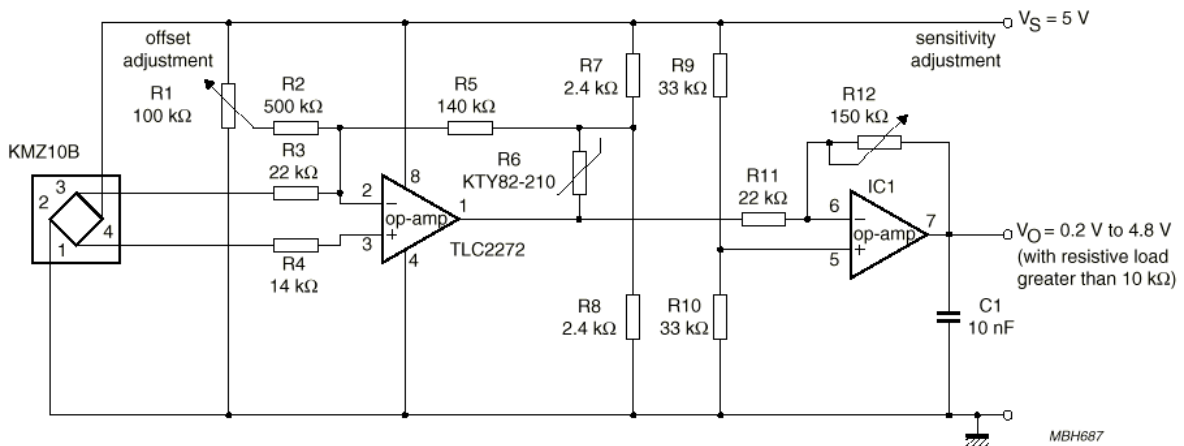 VS = 5 V
offset
adjustment
sensitivity
adjustment
R1
100 kΩ
R2
500 kΩ
R5
140 kΩ
R7
2.4 kΩ
R9
33 kΩ
R12
150 kΩ
KMZ10B
R3
22 kΩ
R6
KTY82-210
3
2
4
1
2
8
op-amp
−
+
1
3
4
TLC2272
R4
14 kΩ
R11
22 kΩ
IC1
6
−
op-amp
+
7
5
VO = 0.2 V to 4.8 V
(with resistive load
greater than 10 kΩ)
R8
2.4 kΩ
R10
33 kΩ
C1
10 nF
MBH687